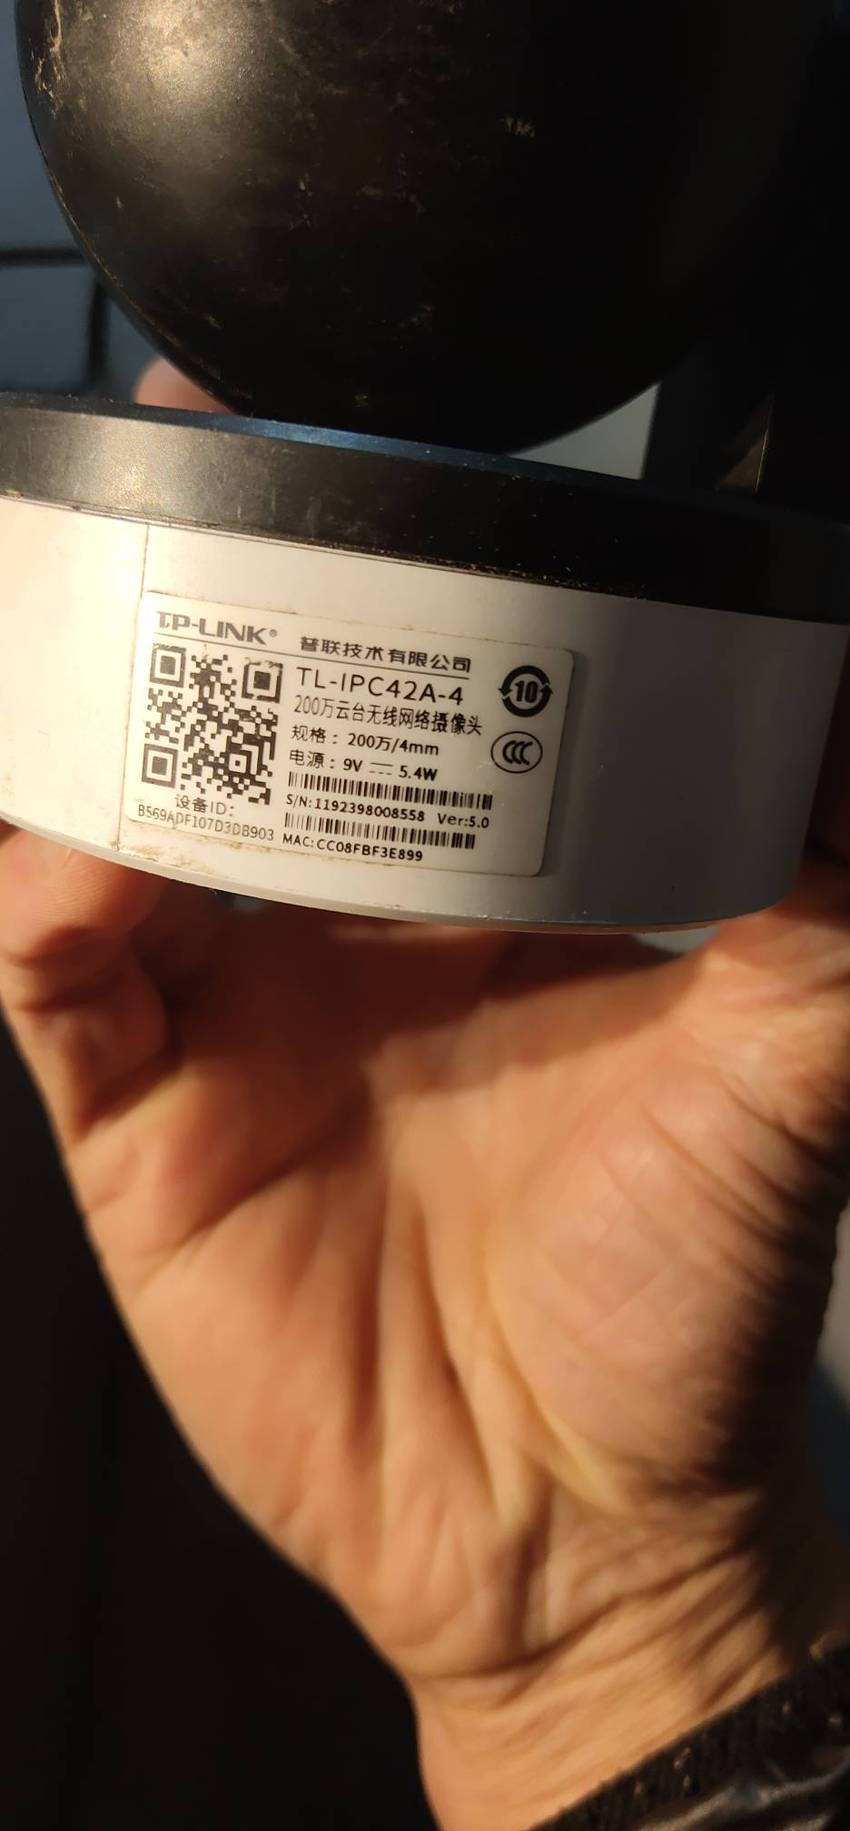 TP-LINK® 普联技术有限公司
TL-IPC42A-4
200万云台无线网络摄像头
规格：200万/4mm
电源：9V ⎓ 5.4W
S/N:1192398008558 Ver:5.0
MAC:CC08FBF3E899
设备ID:
B569ADF107D3DB903
10
CCC